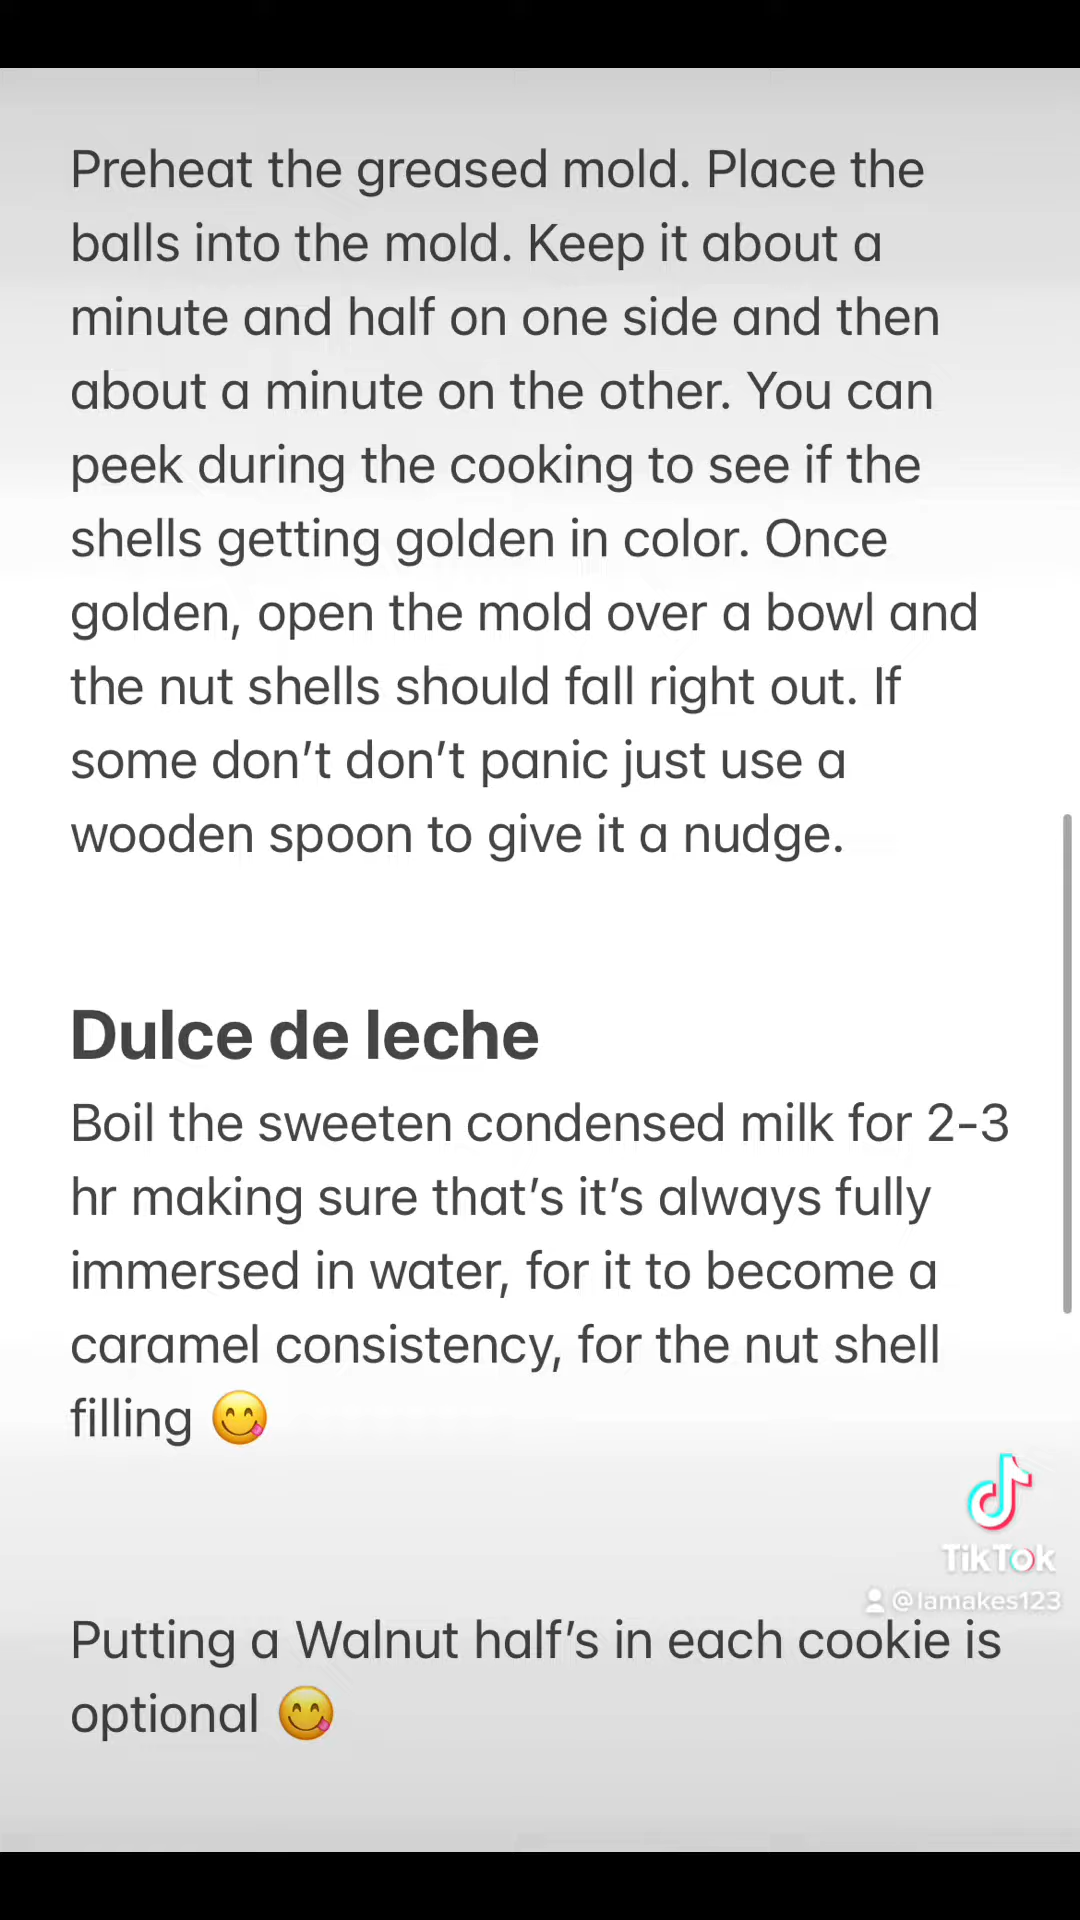 Preheat the greased mold. Place the
balls into the mold. Keep it about a
minute and half on one side and then
about a minute on the other. You can
peek during the cooking to see if the
shells getting golden in color. Once
golden, open the mold over a bowl and
the nut shells should fall right out. If
some don’t don’t panic just use a
wooden spoon to give it a nudge.
Dulce de leche
Boil the sweeten condensed milk for 2-3
hr making sure that’s it’s always fully
immersed in water, for it to become a
caramel consistency, for the nut shell
filling 😋
TikTok
@lamakes123
Putting a Walnut half’s in each cookie is
optional 😋